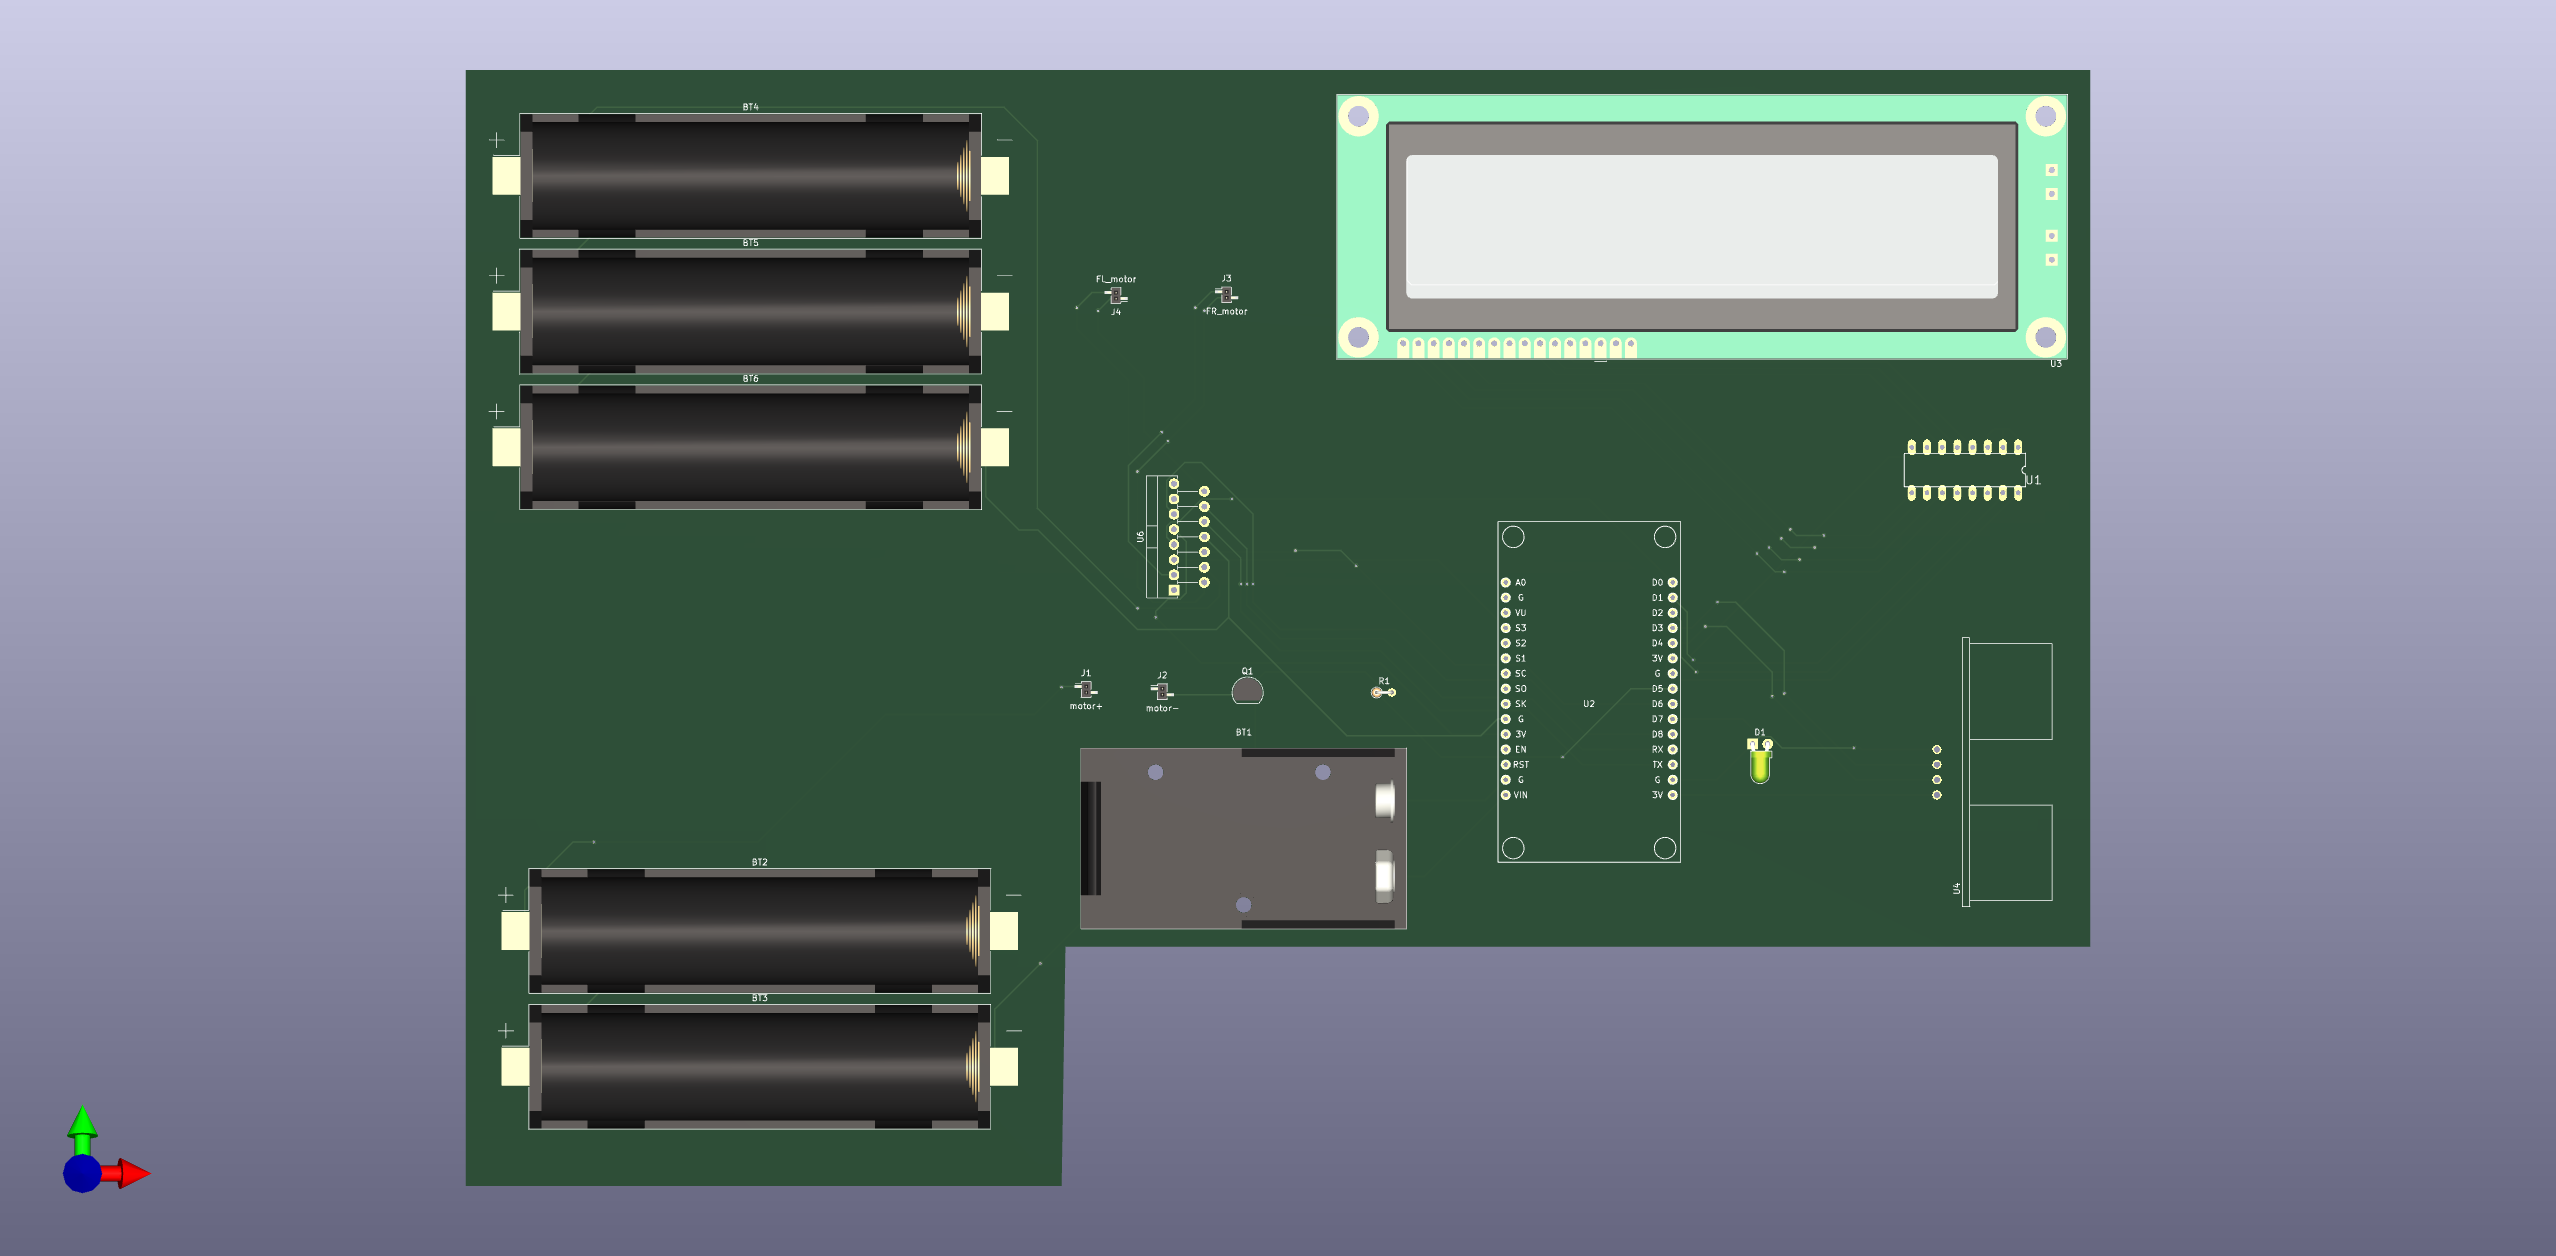 BT4
BT5
BT6
FL_motor
J4
J3
FR_motor
U3
U1
U6
A0
G
VU
S3
S2
S1
SC
SO
SK
G
3V
EN
RST
G
VIN
U2
D0
D1
D2
D3
D4
3V
G
D5
D6
D7
D8
RX
TX
G
3V
J1
motor+
J2
motor-
Q1
R1
BT1
D1
U4
BT2
BT3